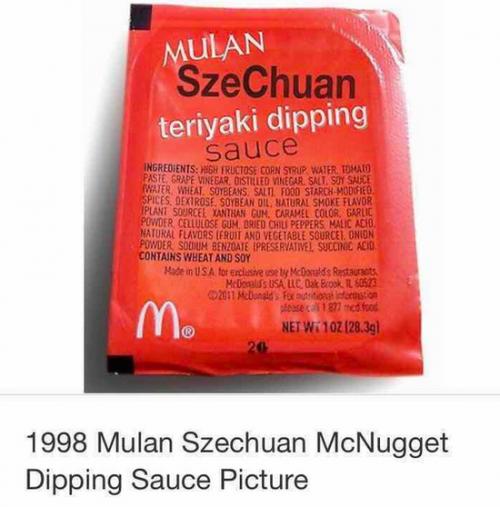 MULAN
SzeChuan
teriyaki dipping
sauce
INGREDIENTS: HIGH FRUCTOSE CORN SYRUP, WATER, TOMATO
PASTE, GRAPE VINEGAR, DISTILLED VINEGAR, SALT, SOY SAUCE
(WATER, WHEAT, SOYBEANS, SALT), FOOD STARCH-MODIFIED,
SPICES, DEXTROSE, SOYBEAN OIL, NATURAL SMOKE FLAVOR
(PLANT SOURCE), XANTHAN GUM, CARAMEL COLOR, GARLIC
POWDER, CELLULOSE GUM, DRIED CHILI PEPPERS, MALIC ACID,
NATURAL FLAVORS (FRUIT AND VEGETABLE SOURCE), ONION
POWDER, SODIUM BENZOATE (PRESERVATIVE), SUCCINIC ACID.
CONTAINS WHEAT AND SOY
Made in U.S.A. for exclusive use by McDonald's Restaurants.
McDonald's USA, LLC, Oak Brook, IL 60523
©2011 McDonald's For nutritional information
please call 1 877 mcd food
M®
NET WT 1 OZ (28.3g)
1998 Mulan Szechuan McNugget
Dipping Sauce Picture